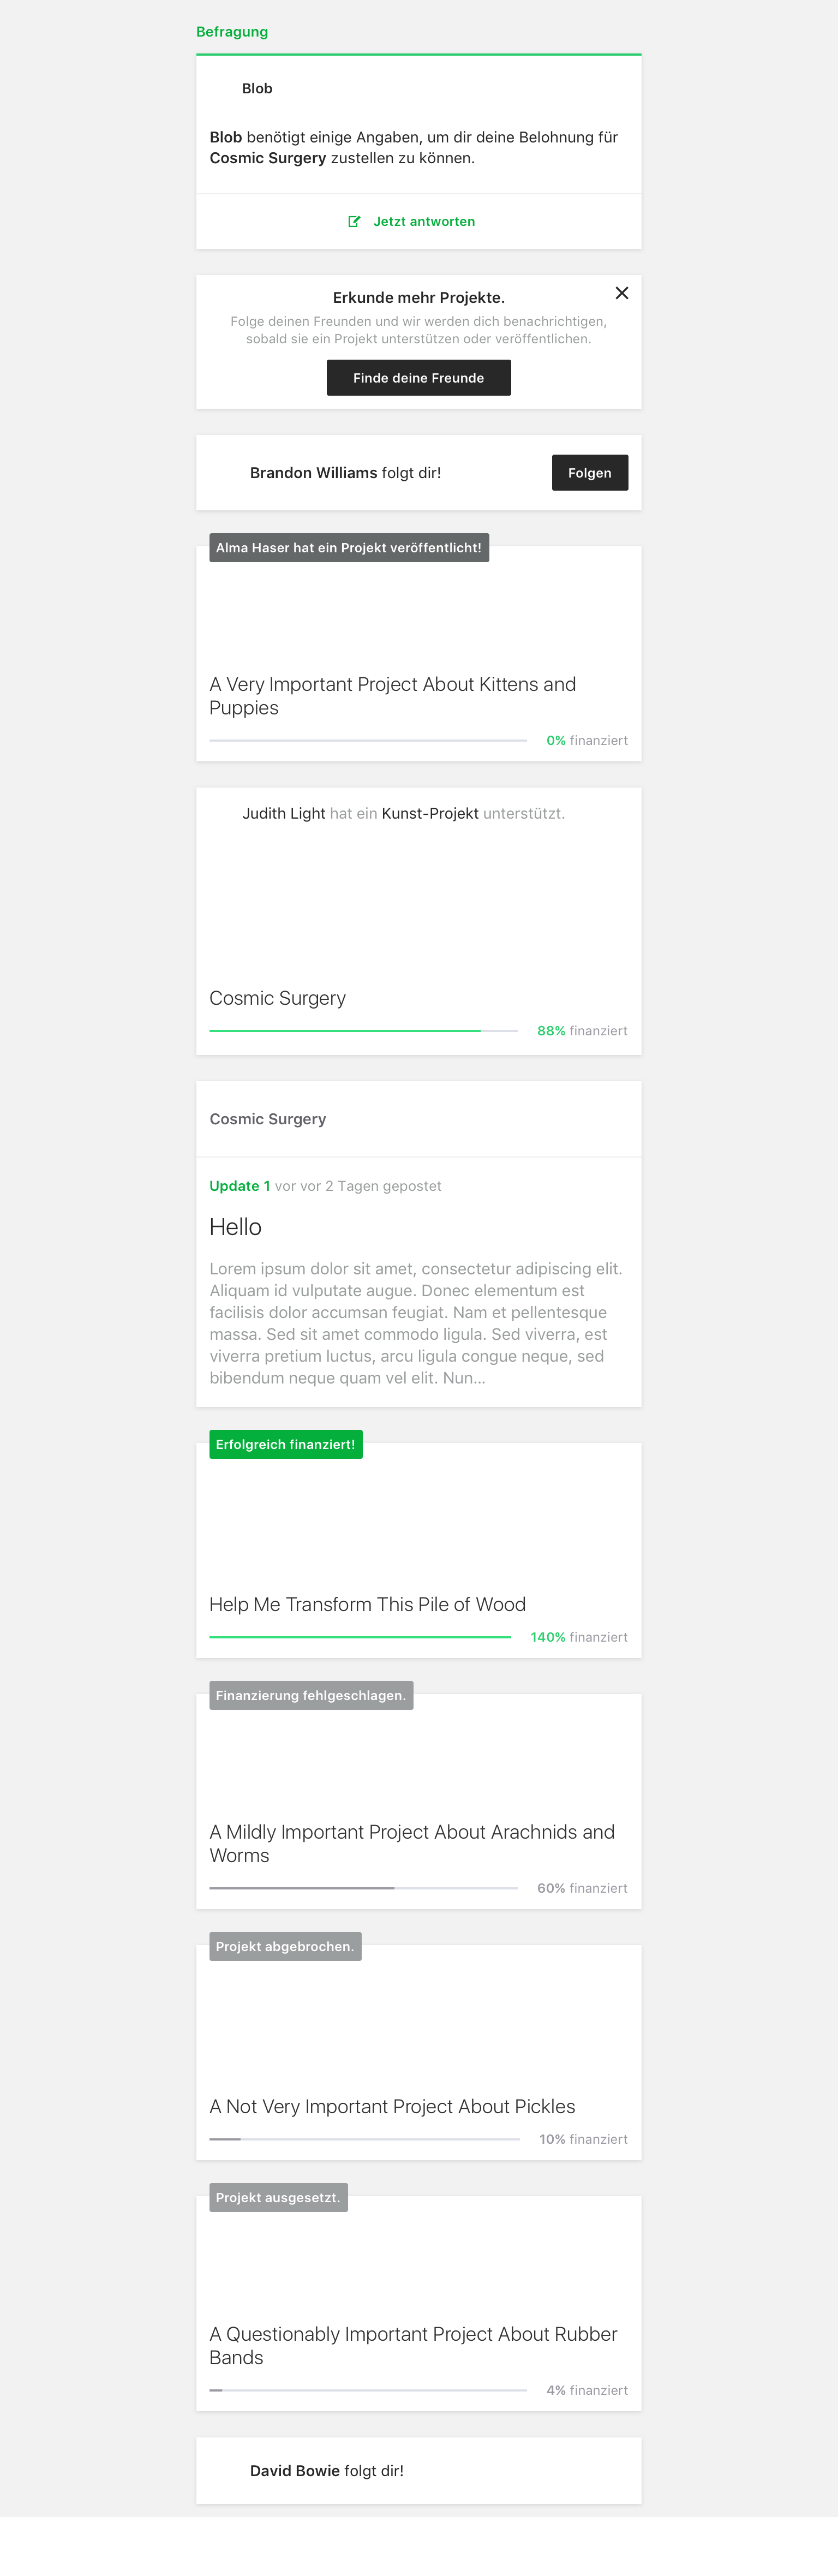 Befragung
Blob
Blob benötigt einige Angaben, um dir deine Belohnung für
Cosmic Surgery zustellen zu können.
Jetzt antworten
Erkunde mehr Projekte.
Folge deinen Freunden und wir werden dich benachrichtigen,
sobald sie ein Projekt unterstützen oder veröffentlichen.
Finde deine Freunde
Brandon Williams folgt dir!
Folgen
Alma Haser hat ein Projekt veröffentlicht!
A Very Important Project About Kittens and
Puppies
0% finanziert
Judith Light hat ein Kunst-Projekt unterstützt.
Cosmic Surgery
88% finanziert
Cosmic Surgery
Update 1 vor vor 2 Tagen gepostet
Hello
Lorem ipsum dolor sit amet, consectetur adipiscing elit.
Aliquam id vulputate augue. Donec elementum est
facilisis dolor accumsan feugiat. Nam et pellentesque
massa. Sed sit amet commodo ligula. Sed viverra, est
viverra pretium luctus, arcu ligula congue neque, sed
bibendum neque quam vel elit. Nun...
Erfolgreich finanziert!
Help Me Transform This Pile of Wood
140% finanziert
Finanzierung fehlgeschlagen.
A Mildly Important Project About Arachnids and
Worms
60% finanziert
Projekt abgebrochen.
A Not Very Important Project About Pickles
10% finanziert
Projekt ausgesetzt.
A Questionably Important Project About Rubber
Bands
4% finanziert
David Bowie folgt dir!